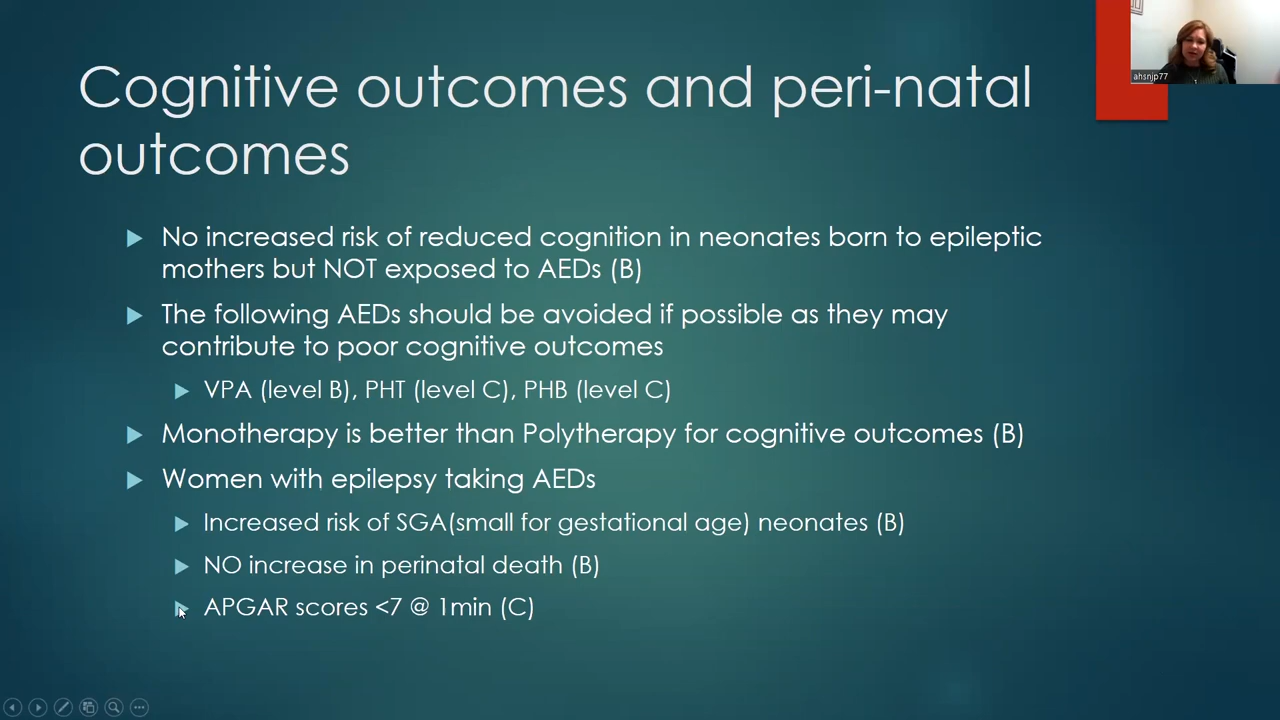 Cognitive outcomes and peri-natal
outcomes
ahsnjp77
No increased risk of reduced cognition in neonates born to epileptic
mothers but NOT exposed to AEDs (B)
The following AEDs should be avoided if possible as they may
contribute to poor cognitive outcomes
VPA (level B), PHT (level C), PHB (level C)
Monotherapy is better than Polytherapy for cognitive outcomes (B)
Women with epilepsy taking AEDs
Increased risk of SGA(small for gestational age) neonates (B)
NO increase in perinatal death (B)
APGAR scores <7 @ 1min (C)